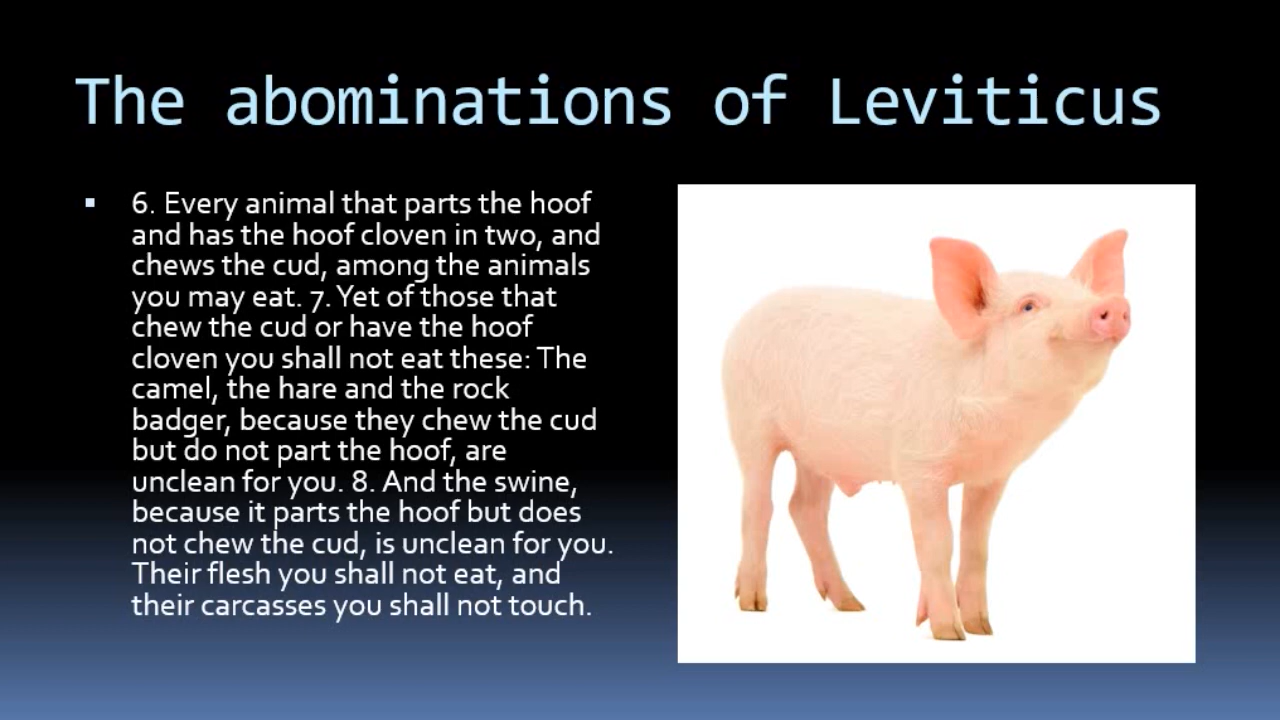 The abominations of Leviticus
6. Every animal that parts the hoof
and has the hoof cloven in two, and
chews the cud, among the animals
you may eat. 7. Yet of those that
chew the cud or have the hoof
cloven you shall not eat these: The
camel, the hare and the rock
badger, because they chew the cud
but do not part the hoof, are
unclean for you. 8. And the swine,
because it parts the hoof but does
not chew the cud, is unclean for you.
Their flesh you shall not eat, and
their carcasses you shall not touch.